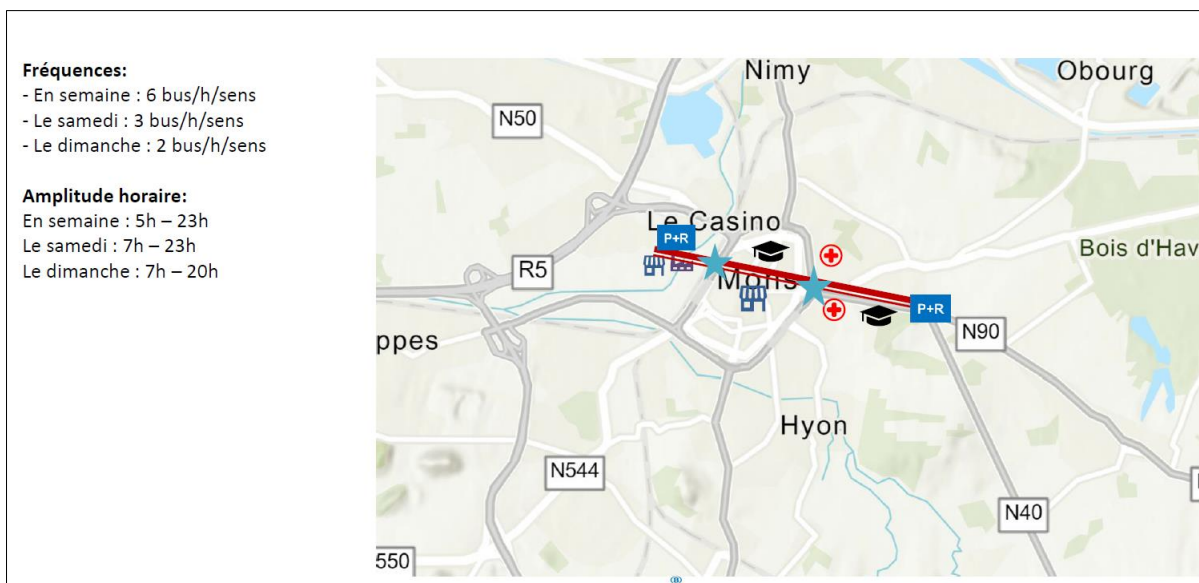 Fréquences:
- En semaine : 6 bus/h/sens
- Le samedi : 3 bus/h/sens
- Le dimanche : 2 bus/h/sens
Amplitude horaire:
En semaine : 5h – 23h
Le samedi : 7h – 23h
Le dimanche : 7h – 20h
Nimy
Obourg
N50
Le Casino
P+R
Bois d'Hav
R5
Mons
P+R
N90
ppes
Hyon
N544
N40
550